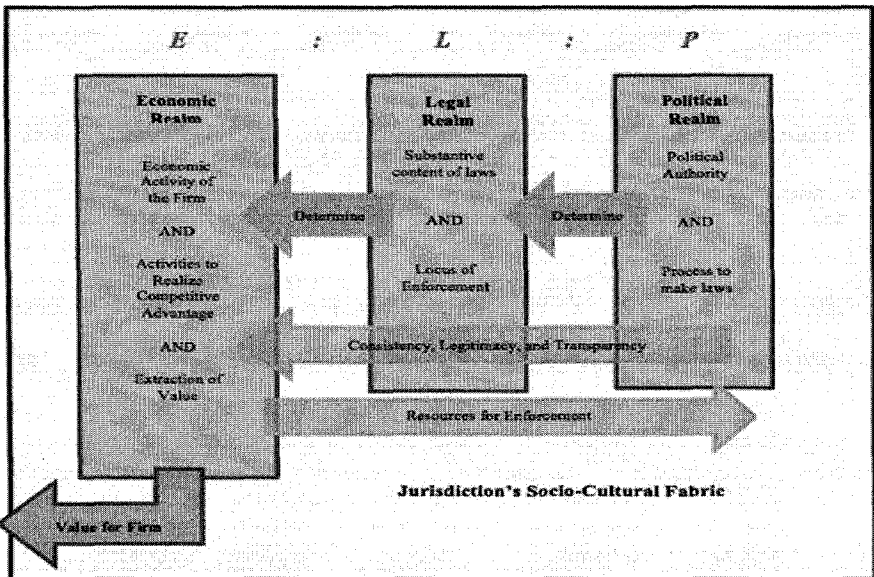 E : L : P
Economic
Realm
Economic
Activity of
the Firm
AND
Activities to
Realize
Competitive
Advantage
AND
Extraction of
Value
Legal
Realm
Substantive
content of laws
AND
Locus of
Enforcement
Political
Realm
Political
Authority
AND
Process to
make laws
Determine
Determine
Consistency, Legitimacy, and Transparency
Resources for Enforcement
Jurisdiction's Socio-Cultural Fabric
Value for Firm